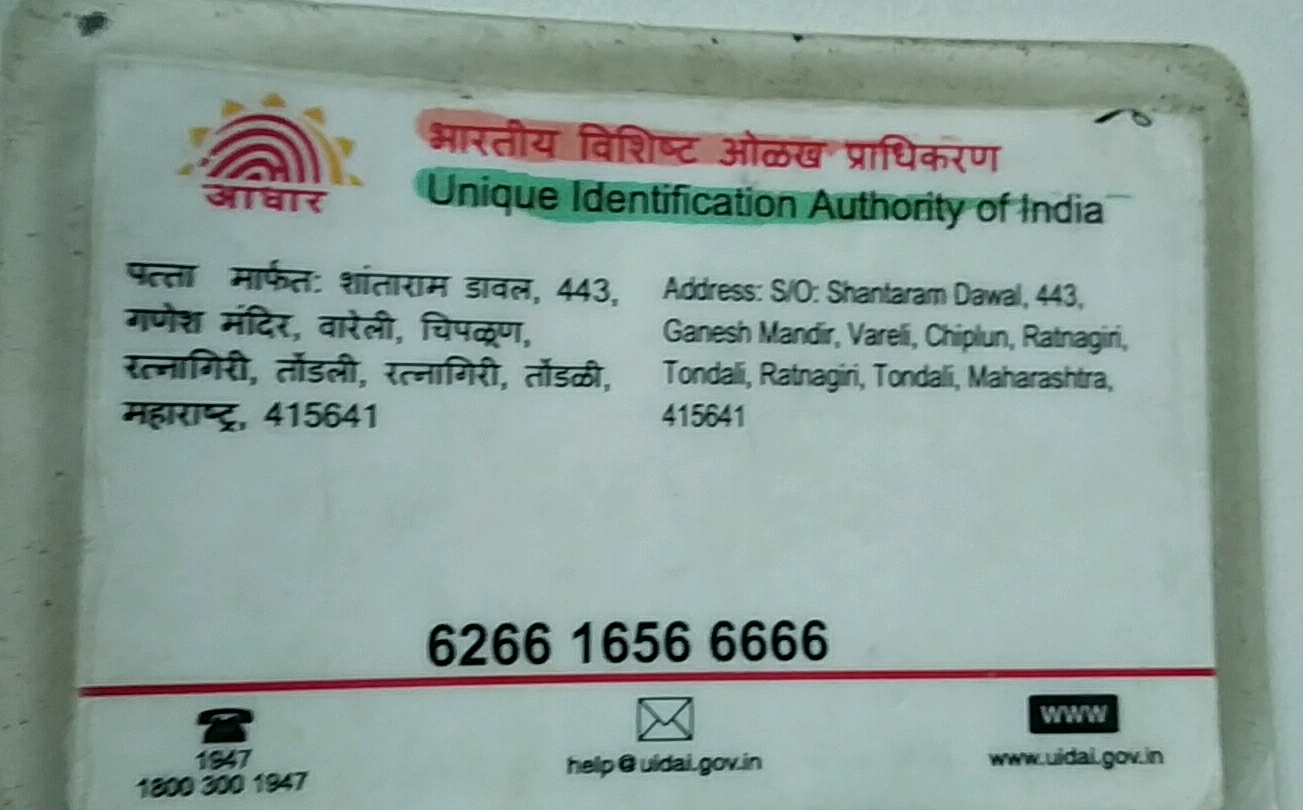 आधार
भारतीय विशिष्ट ओळख प्राधिकरण
Unique Identification Authority of India
पत्ता मार्फत: शांताराम डावल, 443,
गणेश मंदिर, वारेली, चिपळूण,
रत्नागिरी, तोंडली, रत्नागिरी, तोंडळी,
महाराष्ट्र, 415641
Address: S/O: Shantaram Dawal, 443,
Ganesh Mandir, Vareli, Chiplun, Ratnagiri,
Tondali, Ratnagiri, Tondali, Maharashtra,
415641
6266 1656 6666
1947
1800 300 1947
help@uidai.gov.in
WWW
www.uidai.gov.in